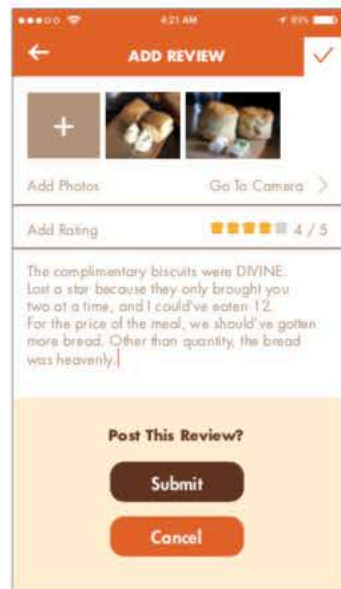 4:21 AM 89%
ADD REVIEW
Add Photos Go To Camera
Add Rating 4 / 5
The complimentary biscuits were DIVINE.
Lost a star because they only brought you
two at a time, and I could've eaten 12.
For the price of the meal, we should've gotten
more bread. Other than quantity, the bread
was heavenly.
Post This Review?
Submit
Cancel